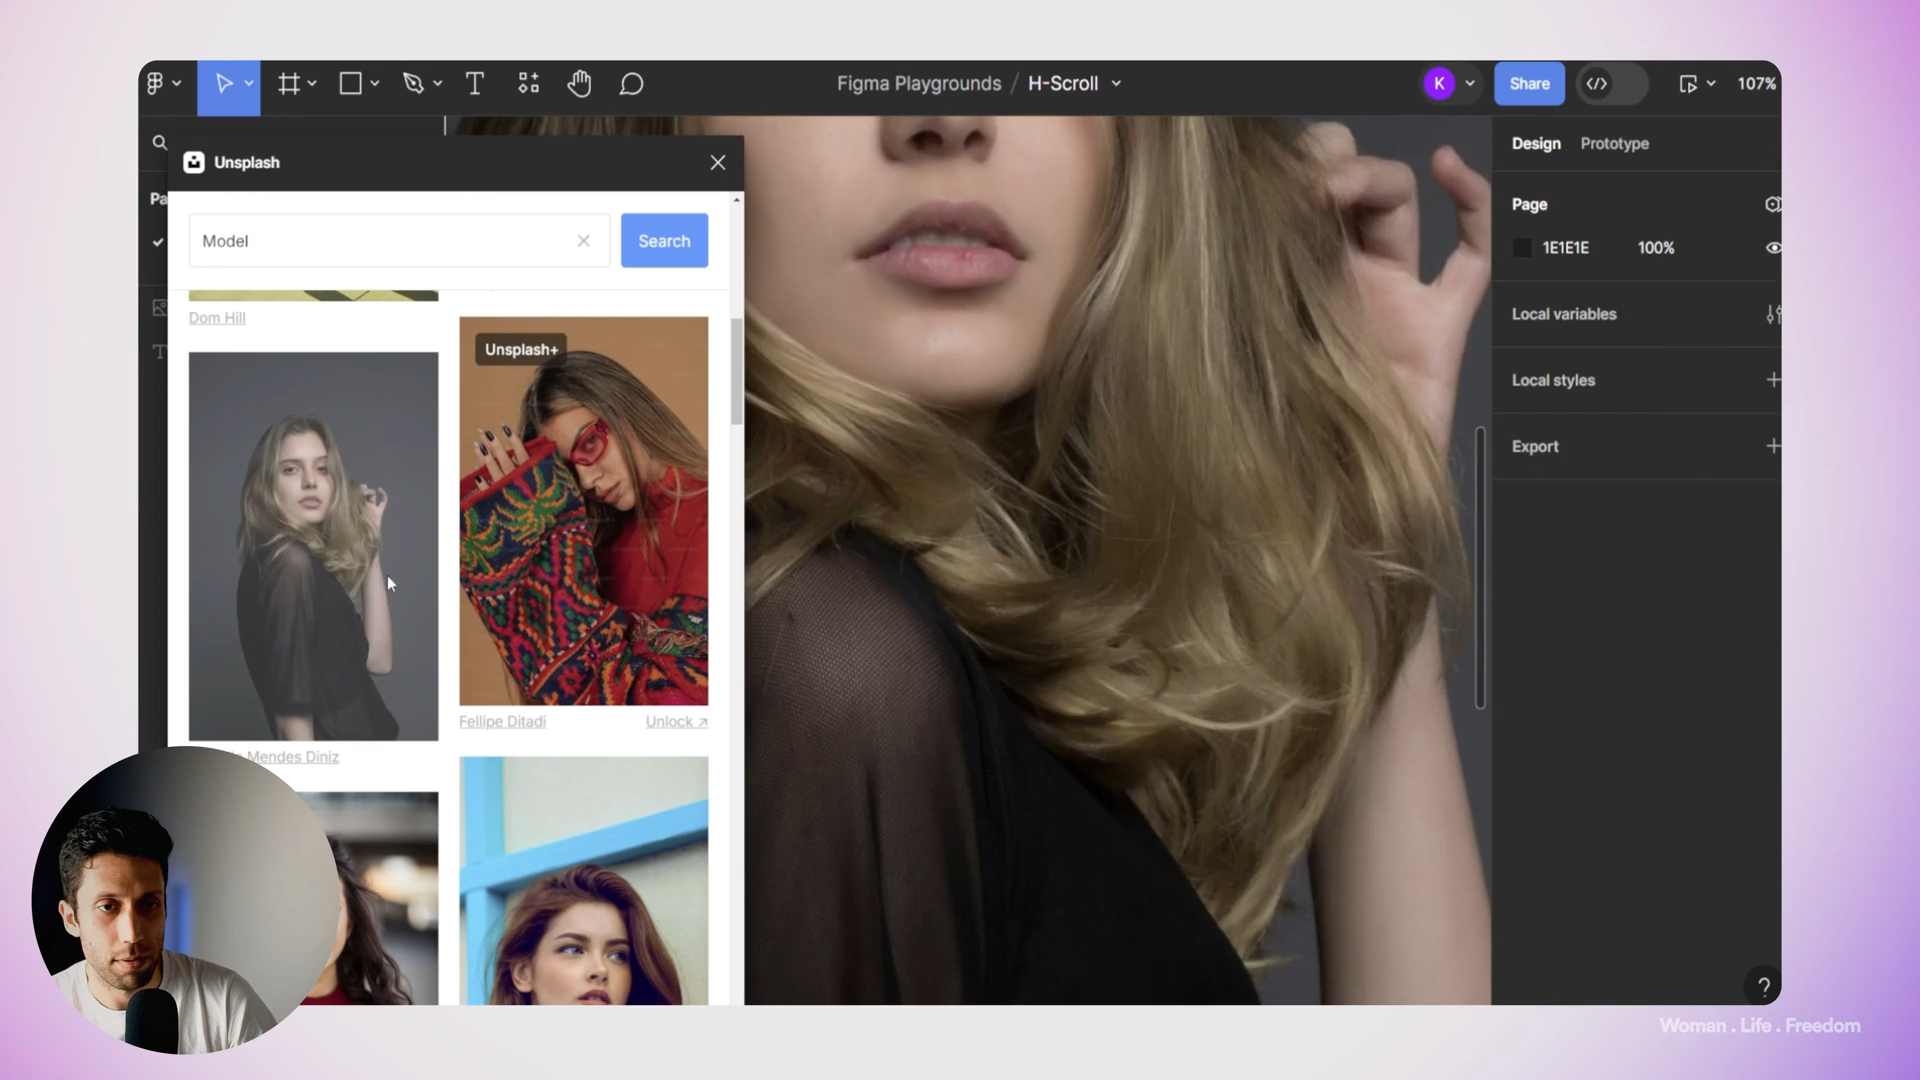 Figma Playgrounds / H-Scroll
K
Share
107%
Unsplash
Pa
Model
Search
Dom Hill
Unsplash+
Fellipe Ditadi
Unlock ↗
Mendes Diniz
Design
Prototype
Page
1E1E1E
100%
Local variables
Local styles
Export
?
Woman . Life . Freedom